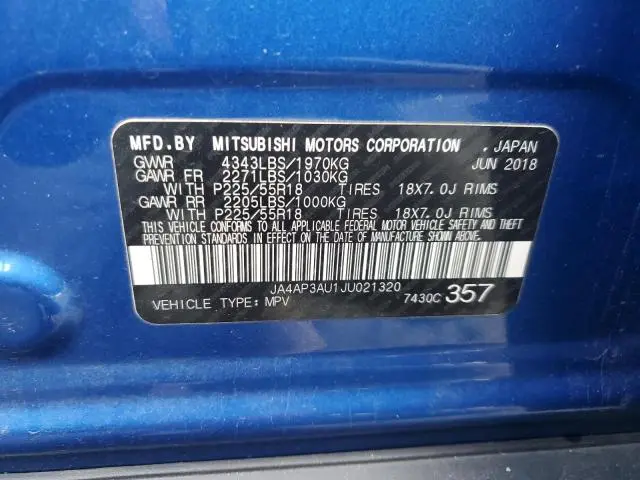 MFD.BY MITSUBISHI MOTORS CORPORATION . JAPAN
GVWR 4343LBS/1970KG JUN 2018
GAWR FR 2271LBS/1030KG
WITH P225/55R18 TIRES 18X7.0J RIMS
GAWR RR 2205LBS/1000KG
WITH P225/55R18 TIRES 18X7.0J RIMS
THIS VEHICLE CONFORMS TO ALL APPLICABLE FEDERAL MOTOR VEHICLE SAFETY AND THEFT
PREVENTION STANDARDS IN EFFECT ON THE DATE OF MANUFACTURE SHOWN ABOVE.
JA4AP3AU1JU021320
VEHICLE TYPE: MPV 7430C 357